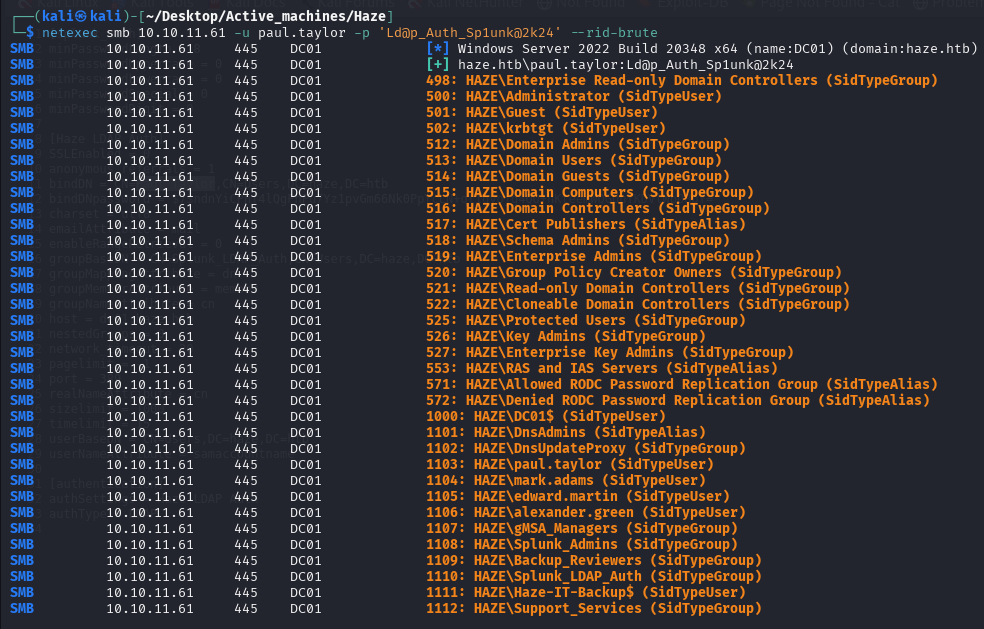 ┌──(kali㉿kali)-[~/Desktop/Active_machines/Haze]
└─$ netexec smb 10.10.11.61 -u paul.taylor -p 'Ld@p_Auth_Sp1unk@2k24' --rid-brute
SMB 10.10.11.61 445 DC01 [*] Windows Server 2022 Build 20348 x64 (name:DC01) (domain:haze.htb)
SMB 10.10.11.61 445 DC01 [+] haze.htb\paul.taylor:Ld@p_Auth_Sp1unk@2k24
SMB 10.10.11.61 445 DC01 498: HAZE\Enterprise Read-only Domain Controllers (SidTypeGroup)
SMB 10.10.11.61 445 DC01 500: HAZE\Administrator (SidTypeUser)
SMB 10.10.11.61 445 DC01 501: HAZE\Guest (SidTypeUser)
SMB 10.10.11.61 445 DC01 502: HAZE\krbtgt (SidTypeUser)
SMB 10.10.11.61 445 DC01 512: HAZE\Domain Admins (SidTypeGroup)
SMB 10.10.11.61 445 DC01 513: HAZE\Domain Users (SidTypeGroup)
SMB 10.10.11.61 445 DC01 514: HAZE\Domain Guests (SidTypeGroup)
SMB 10.10.11.61 445 DC01 515: HAZE\Domain Computers (SidTypeGroup)
SMB 10.10.11.61 445 DC01 516: HAZE\Domain Controllers (SidTypeGroup)
SMB 10.10.11.61 445 DC01 517: HAZE\Cert Publishers (SidTypeAlias)
SMB 10.10.11.61 445 DC01 518: HAZE\Schema Admins (SidTypeGroup)
SMB 10.10.11.61 445 DC01 519: HAZE\Enterprise Admins (SidTypeGroup)
SMB 10.10.11.61 445 DC01 520: HAZE\Group Policy Creator Owners (SidTypeGroup)
SMB 10.10.11.61 445 DC01 521: HAZE\Read-only Domain Controllers (SidTypeGroup)
SMB 10.10.11.61 445 DC01 522: HAZE\Cloneable Domain Controllers (SidTypeGroup)
SMB 10.10.11.61 445 DC01 525: HAZE\Protected Users (SidTypeGroup)
SMB 10.10.11.61 445 DC01 526: HAZE\Key Admins (SidTypeGroup)
SMB 10.10.11.61 445 DC01 527: HAZE\Enterprise Key Admins (SidTypeGroup)
SMB 10.10.11.61 445 DC01 553: HAZE\RAS and IAS Servers (SidTypeAlias)
SMB 10.10.11.61 445 DC01 571: HAZE\Allowed RODC Password Replication Group (SidTypeAlias)
SMB 10.10.11.61 445 DC01 572: HAZE\Denied RODC Password Replication Group (SidTypeAlias)
SMB 10.10.11.61 445 DC01 1000: HAZE\DC01$ (SidTypeUser)
SMB 10.10.11.61 445 DC01 1101: HAZE\DnsAdmins (SidTypeAlias)
SMB 10.10.11.61 445 DC01 1102: HAZE\DnsUpdateProxy (SidTypeGroup)
SMB 10.10.11.61 445 DC01 1103: HAZE\paul.taylor (SidTypeUser)
SMB 10.10.11.61 445 DC01 1104: HAZE\mark.adams (SidTypeUser)
SMB 10.10.11.61 445 DC01 1105: HAZE\edward.martin (SidTypeUser)
SMB 10.10.11.61 445 DC01 1106: HAZE\alexander.green (SidTypeUser)
SMB 10.10.11.61 445 DC01 1107: HAZE\gMSA_Managers (SidTypeGroup)
SMB 10.10.11.61 445 DC01 1108: HAZE\Splunk_Admins (SidTypeGroup)
SMB 10.10.11.61 445 DC01 1109: HAZE\Backup_Reviewers (SidTypeGroup)
SMB 10.10.11.61 445 DC01 1110: HAZE\Splunk_LDAP_Auth (SidTypeGroup)
SMB 10.10.11.61 445 DC01 1111: HAZE\Haze-IT-Backup$ (SidTypeUser)
SMB 10.10.11.61 445 DC01 1112: HAZE\Support_Services (SidTypeGroup)